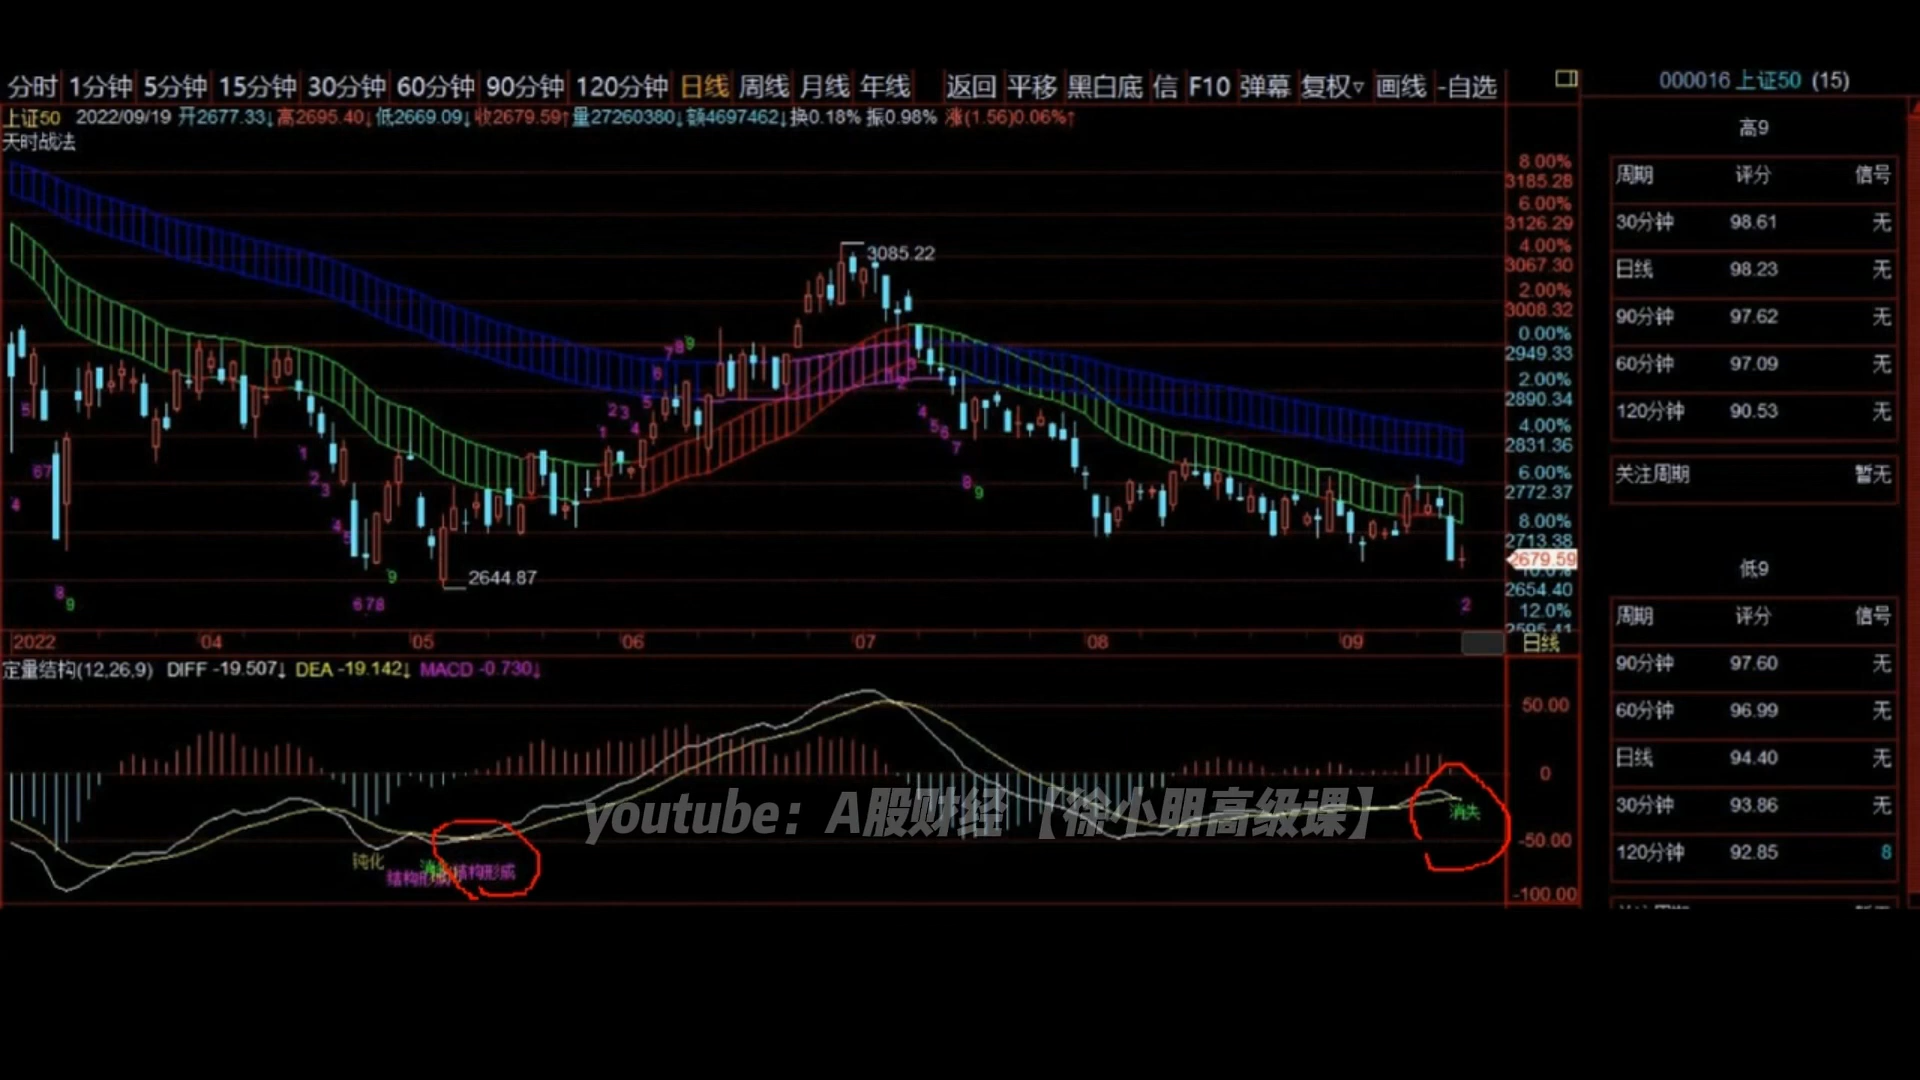 分时 1分钟 5分钟 15分钟 30分钟 60分钟 90分钟 120分钟 日线 周线 月线 年线 返回 平移 黑白底 信 F10 弹幕 复权▿ 画线 -自选
上证50 2022/09/19 开2677.33↓高2695.40↓低2669.09↓收2679.59↑量27260380↓额4697462↓换0.18% 振0.98% 涨(1.56)0.06%↑
天时战法
3085.22
2644.87
8.00%
3185.28
6.00%
3126.29
4.00%
3067.30
2.00%
3008.32
0.00%
2949.33
2.00%
2890.34
4.00%
2831.36
6.00%
2772.37
8.00%
2713.38
2679.59
2654.40
12.0%
2022 04 05 06 07 08 09 日线
定量结构(12,26,9) DIFF -19.507↓ DEA -19.142↓ MACD -0.730↓
50.00
0
-50.00
-100.00
钝化
结构形成
消失
youtube：A股财经【徐小明高级课】
000016 上证50 (15)
高9
周期 评分 信号
30分钟 98.61 无
日线 98.23 无
90分钟 97.62 无
60分钟 97.09 无
120分钟 90.53 无
关注周期 暂无
低9
周期 评分 信号
90分钟 97.60 无
60分钟 96.99 无
日线 94.40 无
30分钟 93.86 无
120分钟 92.85 8